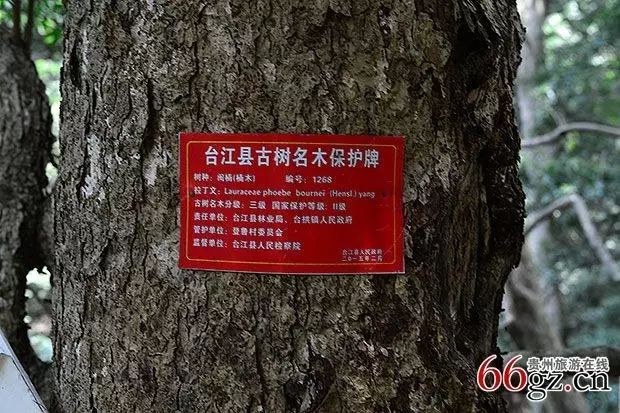 台江县古树名木保护牌
树种：闽楠(楠木) 编号：1268
拉丁文：Lauraceae phoebe bournei (Hensl.) yang
古树名木分级：三级 国家保护等级：II级
责任单位：台江县林业局、台拱镇人民政府
管护单位：登鲁村委员会
监督单位：台江县人民检察院
台江县人民政府
二〇一五年二月
贵州旅游在线
66gz.cn